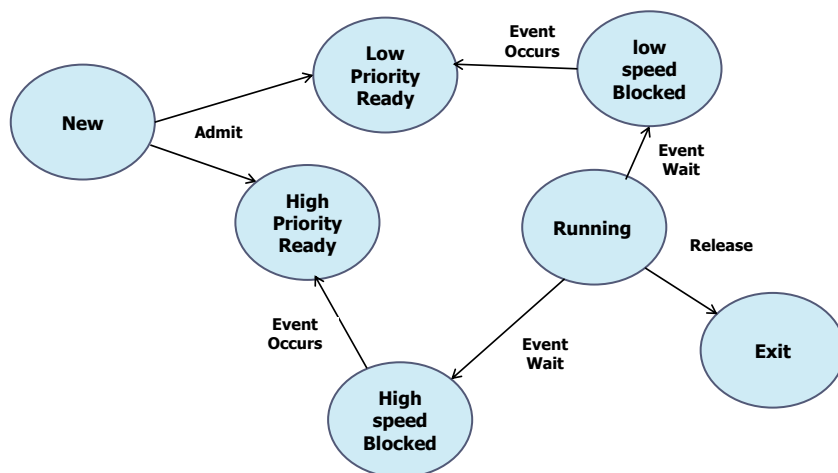 Low
Priority
Ready
Event
Occurs
low
speed
Blocked
New
Admit
Event
Wait
High
Priority
Ready
Running
Release
Event
Occurs
Event
Wait
Exit
High
speed
Blocked